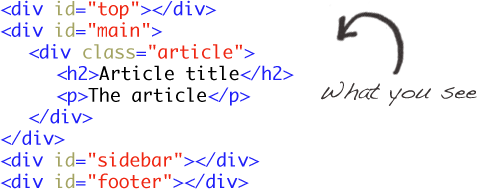 <div id="top"></div>
<div id="main">
<div class="article">
<h2>Article title</h2>
<p>The article</p>
</div>
</div>
<div id="sidebar"></div>
<div id="footer"></div>
What you see